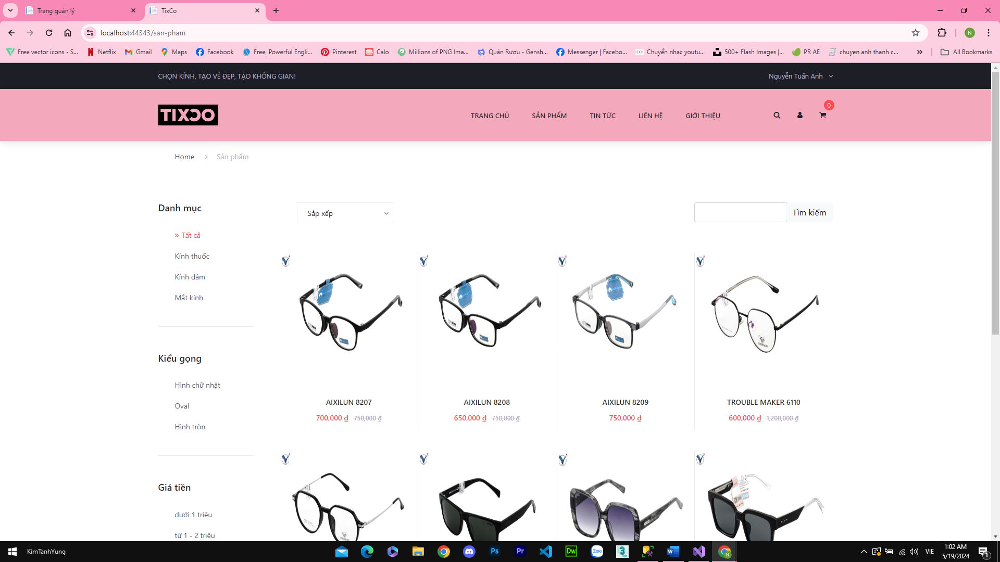 Trang quản lý
TixCo
localhost:44343/san-pham
N
Free vector icons - S...
Netflix
Gmail
Maps
Facebook
Free, Powerful Engli...
Pinterest
Calo
Millions of PNG Ima...
Quán Rượu - Gensh...
Messenger | Facebo...
Chuyển nhạc youtu...
500+ Flash Images |...
PR AE
chuyen anh thanh c...
All Bookmarks
CHỌN KÍNH, TẠO VẺ ĐẸP, TẠO KHÔNG GIAN!
Nguyễn Tuấn Anh
TIXCO
TRANG CHỦ
SẢN PHẨM
TIN TỨC
LIÊN HỆ
GIỚI THIỆU
0
Home > Sản phẩm
Danh mục
» Tất cả
Kính thuốc
Kính dâm
Mắt kính
Kiểu gọng
Hình chữ nhật
Oval
Hình tròn
Giá tiền
dưới 1 triệu
từ 1 - 2 triệu
Sắp xếp
Tìm kiếm
AIXILUN 8207
700,000 ₫ 750,000 ₫
AIXILUN 8208
650,000 ₫ 750,000 ₫
AIXILUN 8209
750,000 ₫
TROUBLE MAKER 6110
600,000 ₫ 1,200,000 ₫
KimTanhYung
Ps
Pr
Dw
Zalo
3
W
N
VIE
1:02 AM
5/19/2024
1